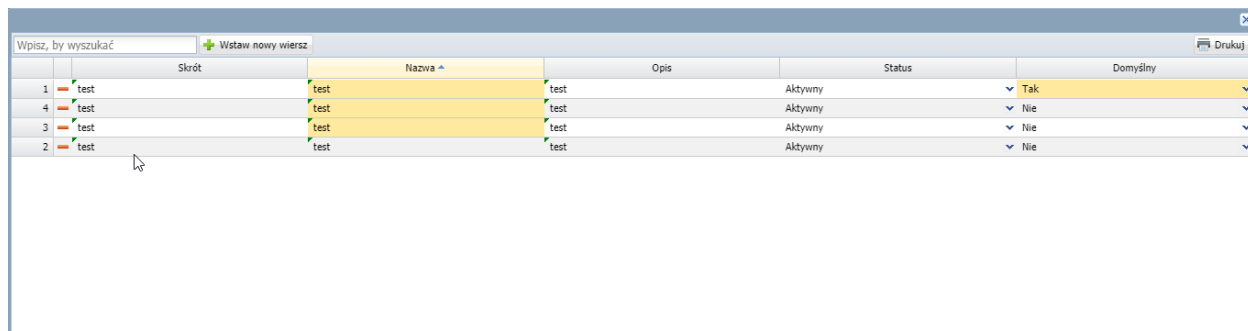 Wpisz, by wyszukać Wstaw nowy wiersz Drukuj
Skrót Nazwa Opis Status Domyślny
1 test test test Aktywny Tak
4 test test test Aktywny Nie
3 test test test Aktywny Nie
2 test test test Aktywny Nie